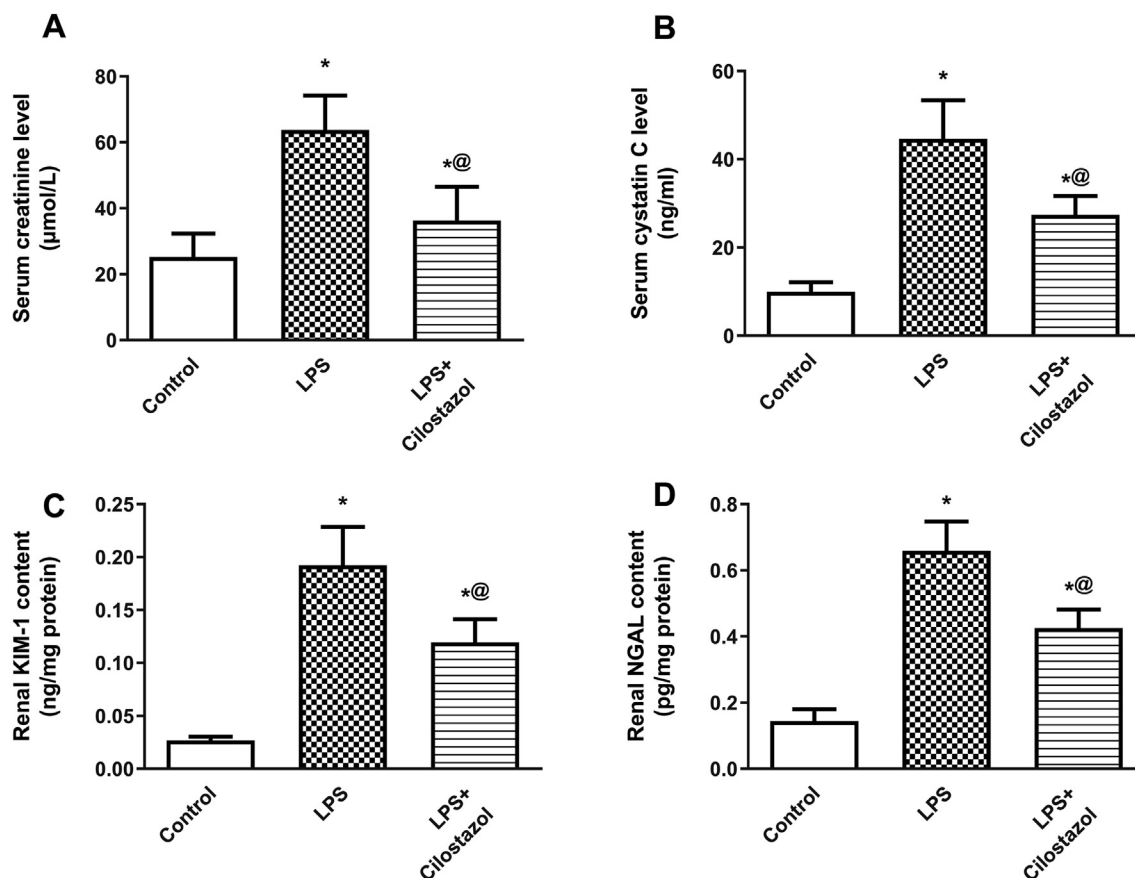 A
Serum creatinine level
(μmol/L)
80
60
40
20
0
*
*@
Control
LPS
LPS+
Cilostazol
B
Serum cystatin C level
(ng/ml)
60
40
20
0
*
*@
Control
LPS
LPS+
Cilostazol
C
Renal KIM-1 content
(ng/mg protein)
0.25
0.20
0.15
0.10
0.05
0.00
*
*@
Control
LPS
LPS+
Cilostazol
D
Renal NGAL content
(pg/mg protein)
0.8
0.6
0.4
0.2
0.0
*
*@
Control
LPS
LPS+
Cilostazol